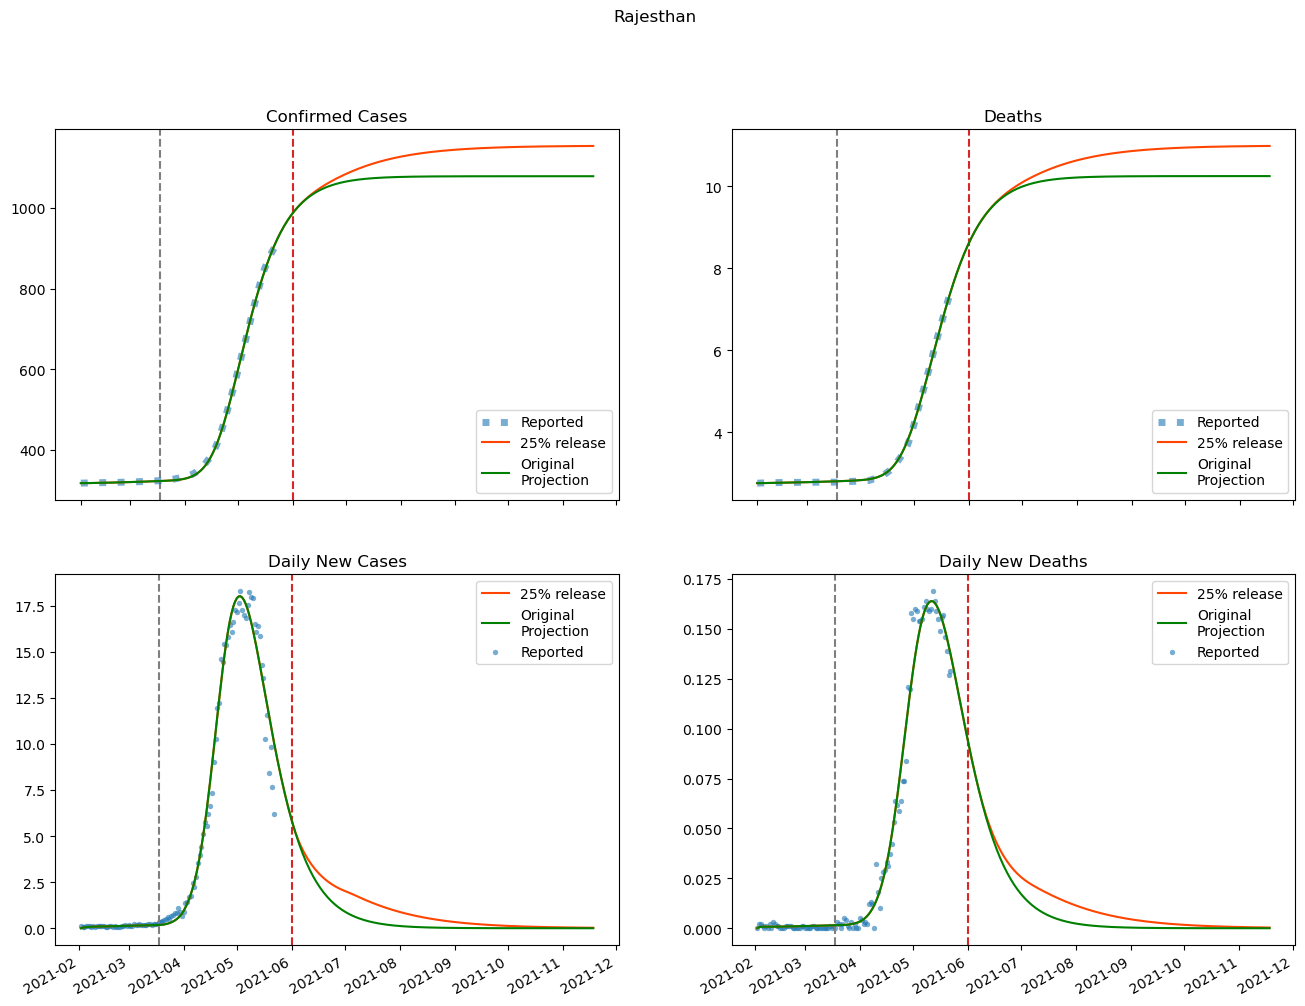 Rajesthan
Confirmed Cases
1000
800
600
400
Reported
25% release
Original
Projection
Deaths
10
8
6
4
Reported
25% release
Original
Projection
Daily New Cases
17.5
15.0
12.5
10.0
7.5
5.0
2.5
0.0
25% release
Original
Projection
Reported
2021-02
2021-03
2021-04
2021-05
2021-06
2021-07
2021-08
2021-09
2021-10
2021-11
2021-12
Daily New Deaths
0.175
0.150
0.125
0.100
0.075
0.050
0.025
0.000
25% release
Original
Projection
Reported
2021-02
2021-03
2021-04
2021-05
2021-06
2021-07
2021-08
2021-09
2021-10
2021-11
2021-12